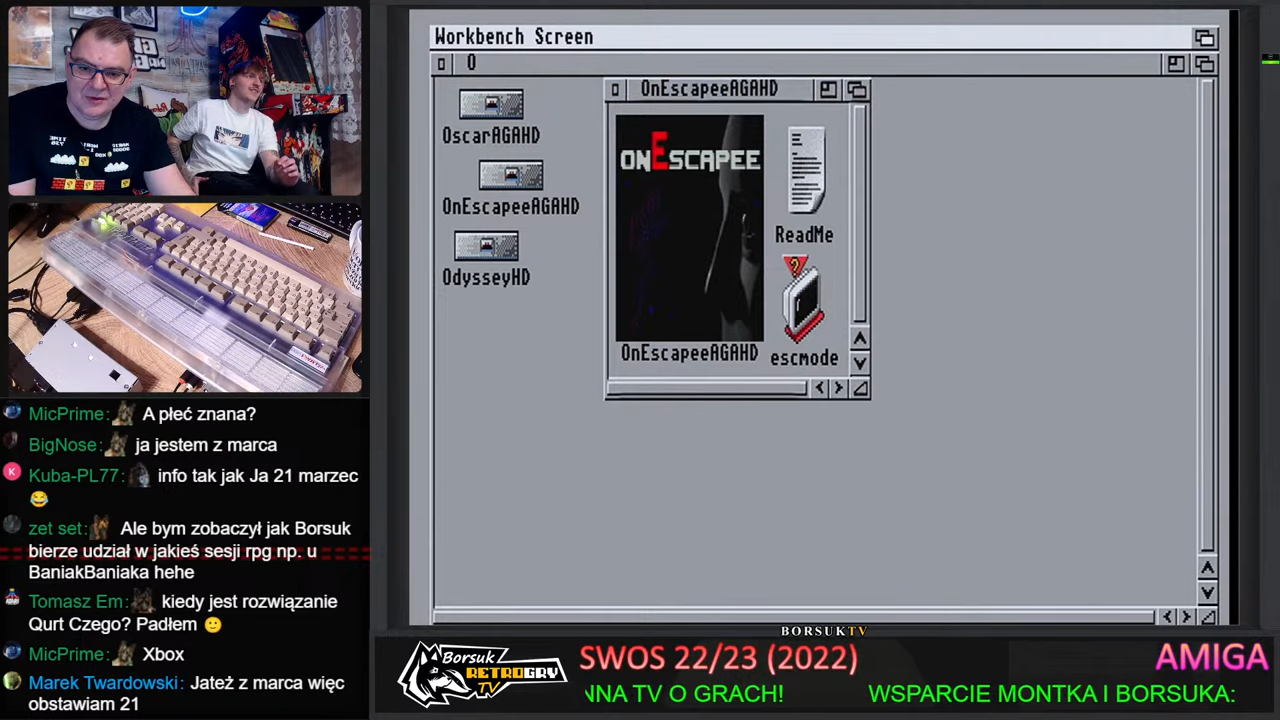 Workbench Screen
O
OscarAGAHD
OnEscapeeAGAHD
OdysseyHD
OnEscapeeAGAHD
ONESCAPEE
ReadMe
OnEscapeeAGAHD
escmode
MicPrime: A płeć znana?
BigNose: ja jestem z marca
K
Kuba-PL77: info tak jak Ja 21 marzec
😂
zet set: Ale bym zobaczył jak Borsuk
bierze udział w jakieś sesji rpg np. u
BaniakBaniaka hehe
Tomasz Em: kiedy jest rozwiązanie
Qurt Czego? Padłem 🙂
MicPrime: Xbox
Marek Twardowski: Jateż z marca więc
obstawiam 21
BORSUKTV
Borsuk
RETROGRY
TV
SWOS 22/23 (2022)
AMIGA
NNA TV O GRACH!
WSPARCIE MONTKA I BORSUKA: